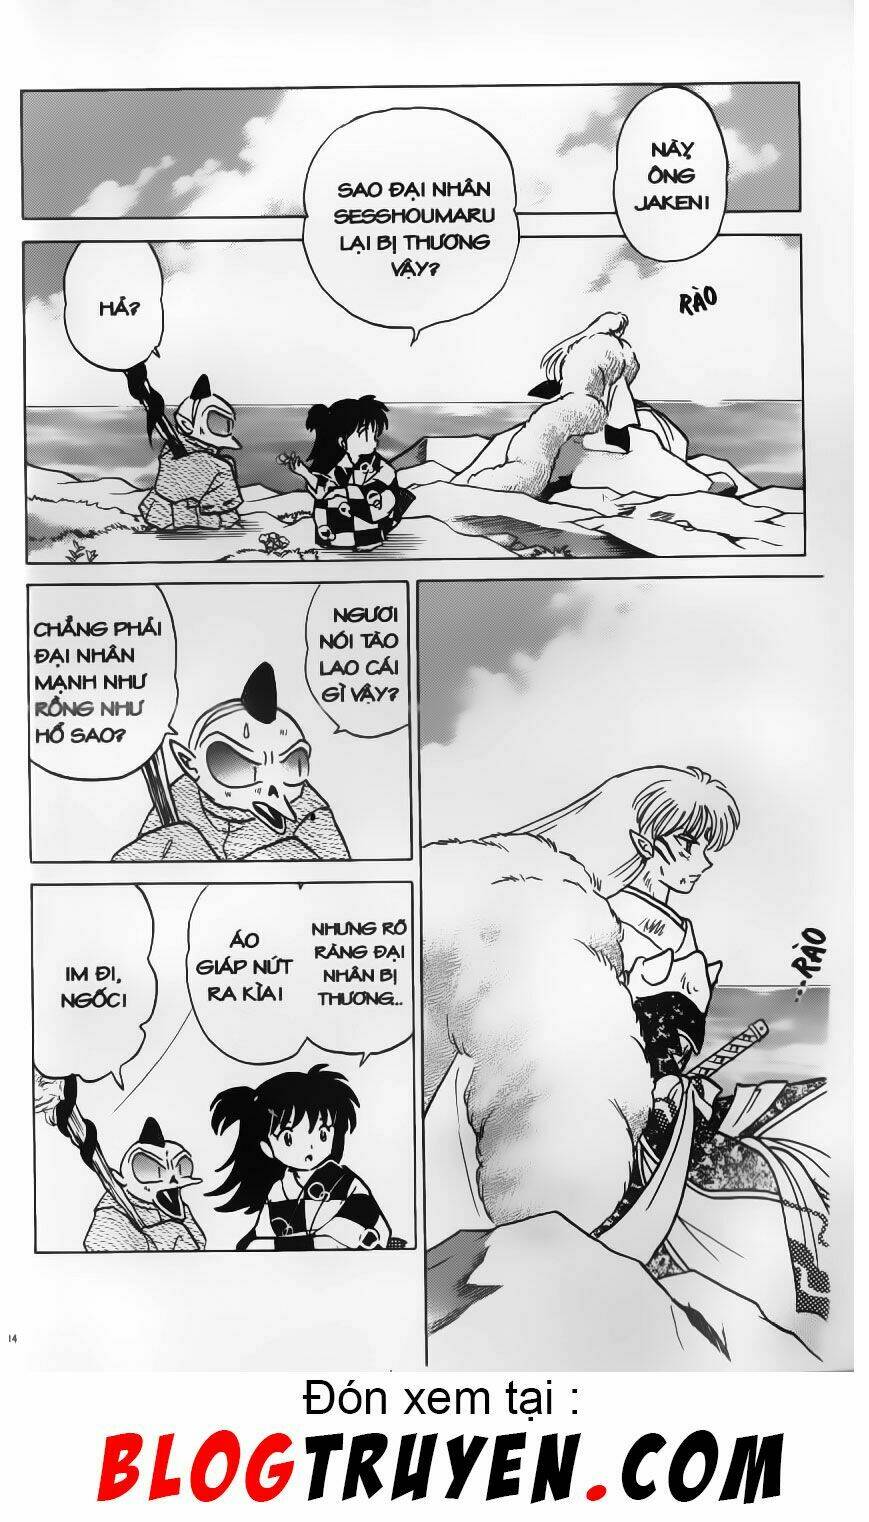 NÀY,
ÔNG
JAKEN!
SAO ĐẠI NHÂN
SESSHOUMARU
LẠI BỊ THƯƠNG
VẬY?
HẢ?
RÀO
NGƯƠI
NÓI TÀO
LAO CÁI
GÌ VẬY?
CHẲNG PHẢI
ĐẠI NHÂN
MẠNH NHƯ
RỒNG NHƯ
HỔ SAO?
NHƯNG RÕ
RÀNG ĐẠI
NHÂN BỊ
THƯƠNG..
ÁO
GIÁP NỨT
RA KÌA!
IM ĐI,
NGỐC!
...RÀO
14
Đón xem tại :
BLOGTRUYEN.COM